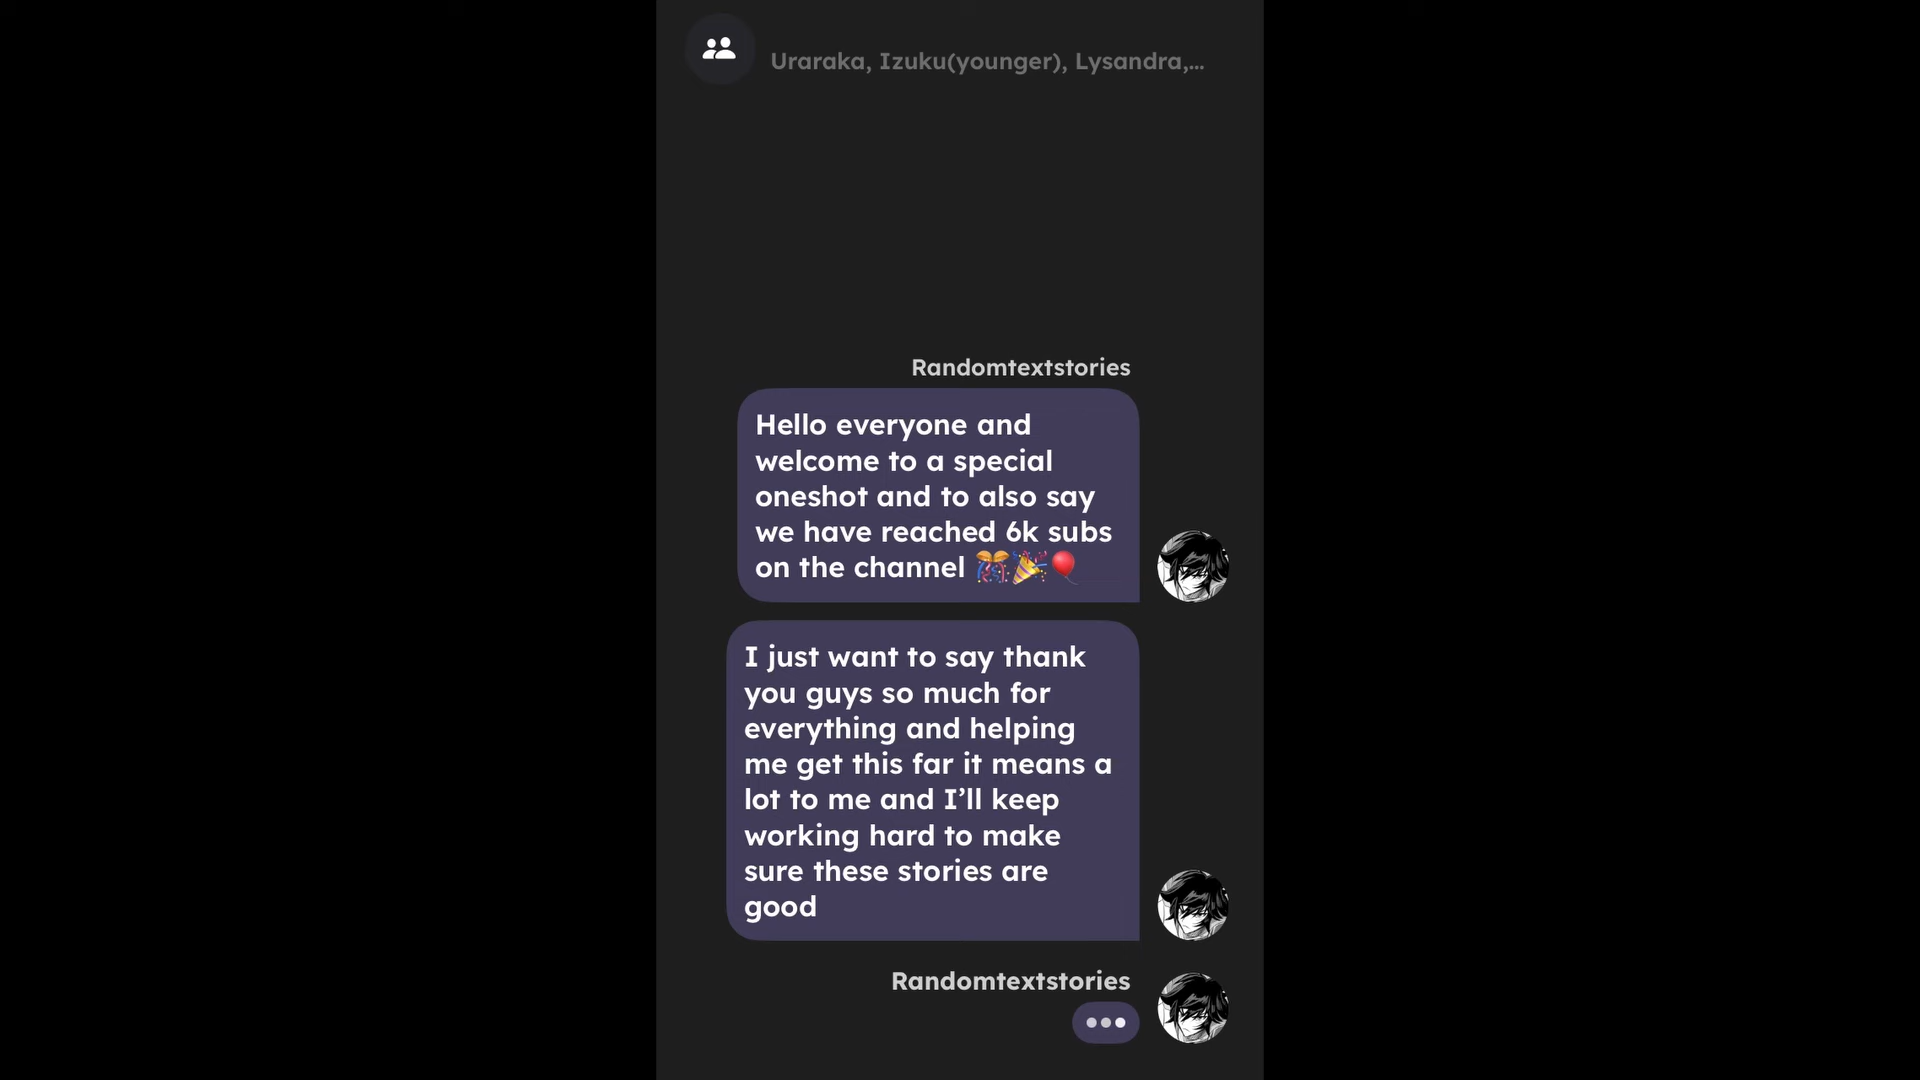 Uraraka, Izuku(younger), Lysandra,...
Randomtextstories
Hello everyone and
welcome to a special
oneshot and to also say
we have reached 6k subs
on the channel 🎊🎉🎈
I just want to say thank
you guys so much for
everything and helping
me get this far it means a
lot to me and I’ll keep
working hard to make
sure these stories are
good
Randomtextstories